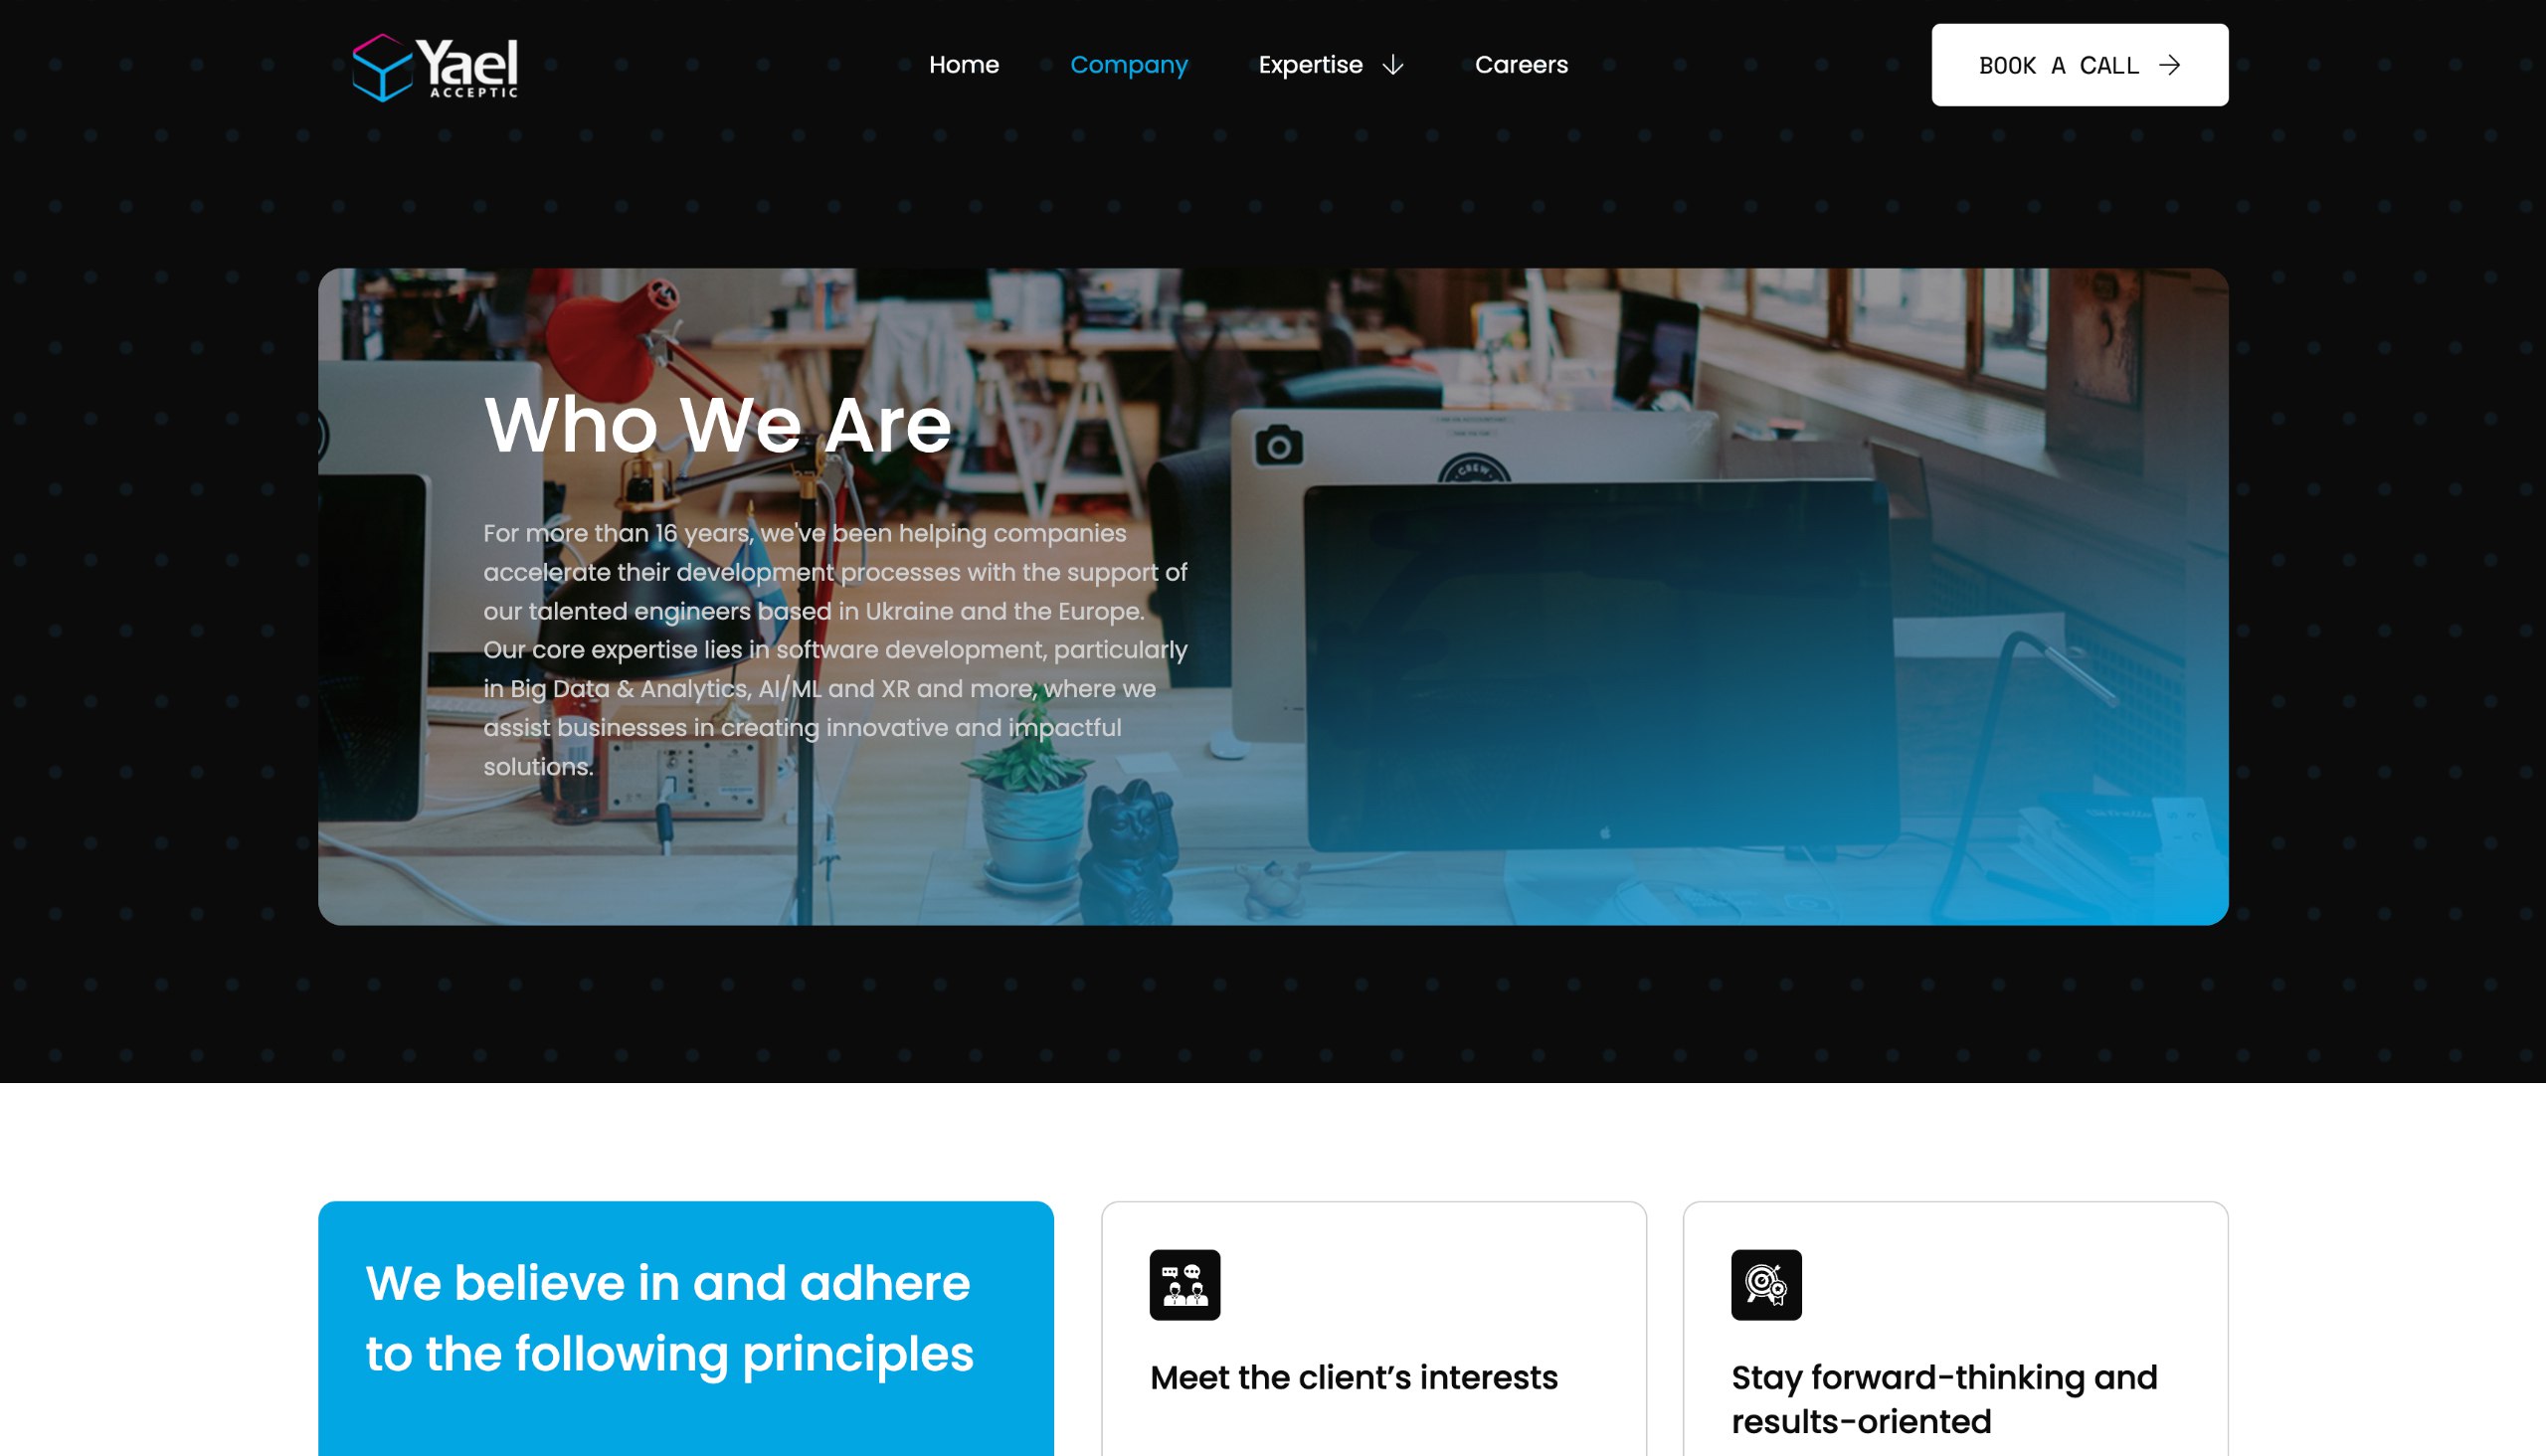 Yael
ACCEPTIC
Home
Company
Expertise
Careers
BOOK A CALL
Who We Are
For more than 16 years, we've been helping companies
accelerate their development processes with the support of
our talented engineers based in Ukraine and the Europe.
Our core expertise lies in software development, particularly
in Big Data & Analytics, AI/ML and XR and more, where we
assist businesses in creating innovative and impactful
solutions.
CREW
We believe in and adhere
to the following principles
Meet the client’s interests
Stay forward-thinking and
results-oriented